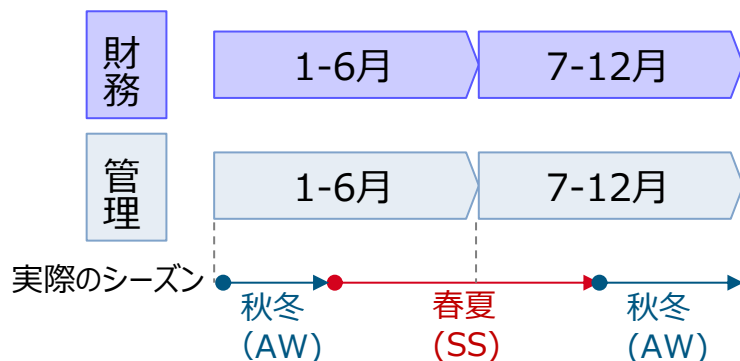 財務
1-6月
7-12月
管理
1-6月
7-12月
実際のシーズン
秋冬
(AW)
春夏
(SS)
秋冬
(AW)